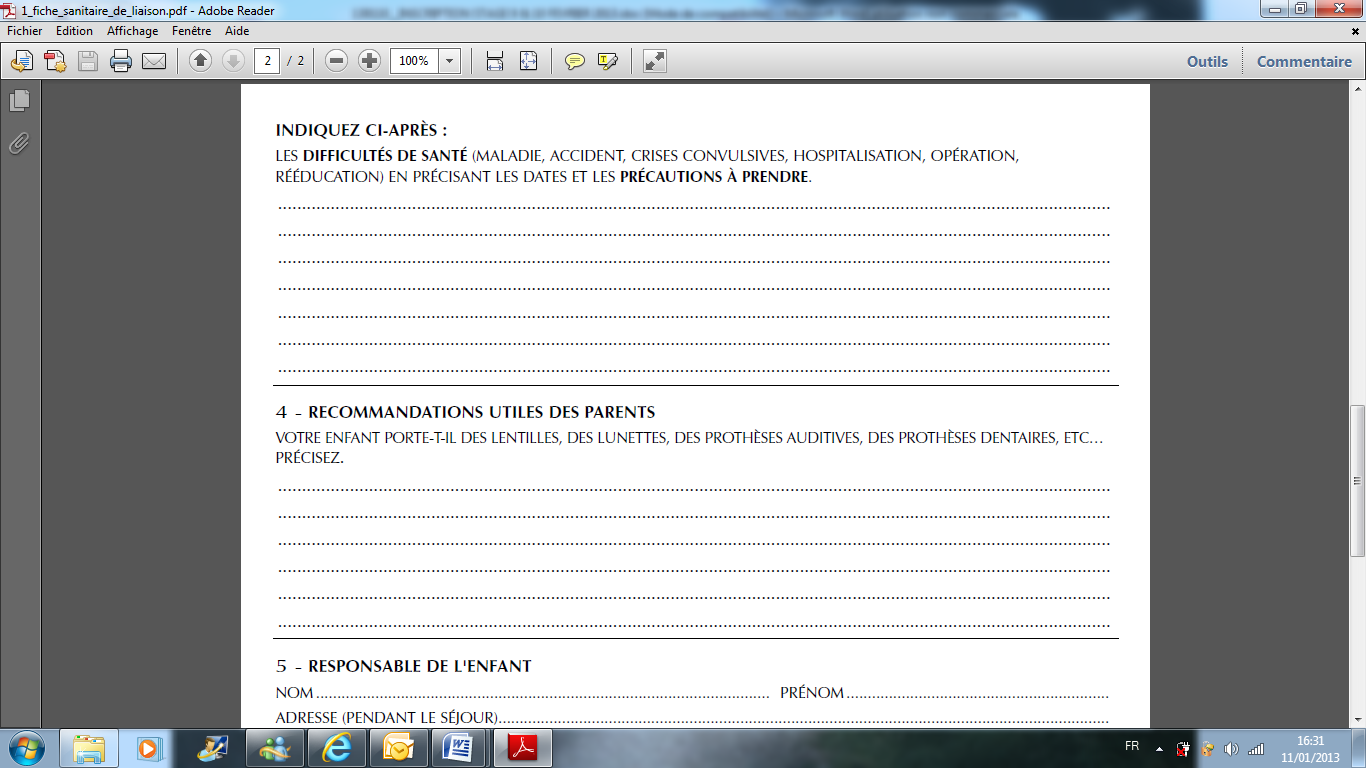 1_fiche_sanitaire_de_liaison.pdf - Adobe Reader
Fichier Edition Affichage Fenêtre Aide
2 / 2 100% Outils Commentaire
INDIQUEZ CI-APRÈS :
LES DIFFICULTÉS DE SANTÉ (MALADIE, ACCIDENT, CRISES CONVULSIVES, HOSPITALISATION, OPÉRATION,
RÉÉDUCATION) EN PRÉCISANT LES DATES ET LES PRÉCAUTIONS À PRENDRE.
4 - RECOMMANDATIONS UTILES DES PARENTS
VOTRE ENFANT PORTE-T-IL DES LENTILLES, DES LUNETTES, DES PROTHÈSES AUDITIVES, DES PROTHÈSES DENTAIRES, ETC...
PRÉCISEZ.
5 - RESPONSABLE DE L'ENFANT
NOM ........ PRÉNOM ........
ADRESSE (PENDANT LE SÉJOUR)........
FR 16:31
11/01/2013